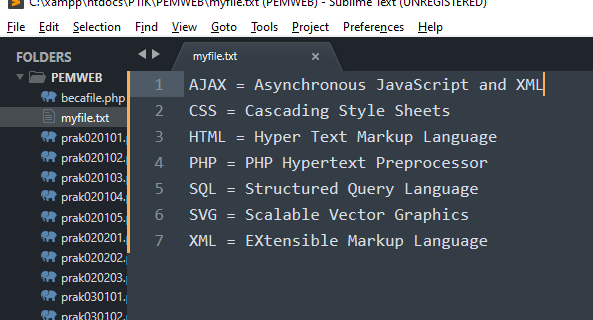 C:\xampp\htdocs\PTIK\PEMWEB\myfile.txt (PEMWEB) - Sublime Text (UNREGISTERED)
File Edit Selection Find View Goto Tools Project Preferences Help
FOLDERS
PEMWEB
becafile.php
myfile.txt
prak020101.p
prak020102.
prak020103.
prak020104.
prak020105.
prak020201.p
prak020202.
prak020203.
prak030101.p
prak030102.
myfile.txt ×
1 AJAX = Asynchronous JavaScript and XML
2 CSS = Cascading Style Sheets
3 HTML = Hyper Text Markup Language
4 PHP = PHP Hypertext Preprocessor
5 SQL = Structured Query Language
6 SVG = Scalable Vector Graphics
7 XML = EXtensible Markup Language